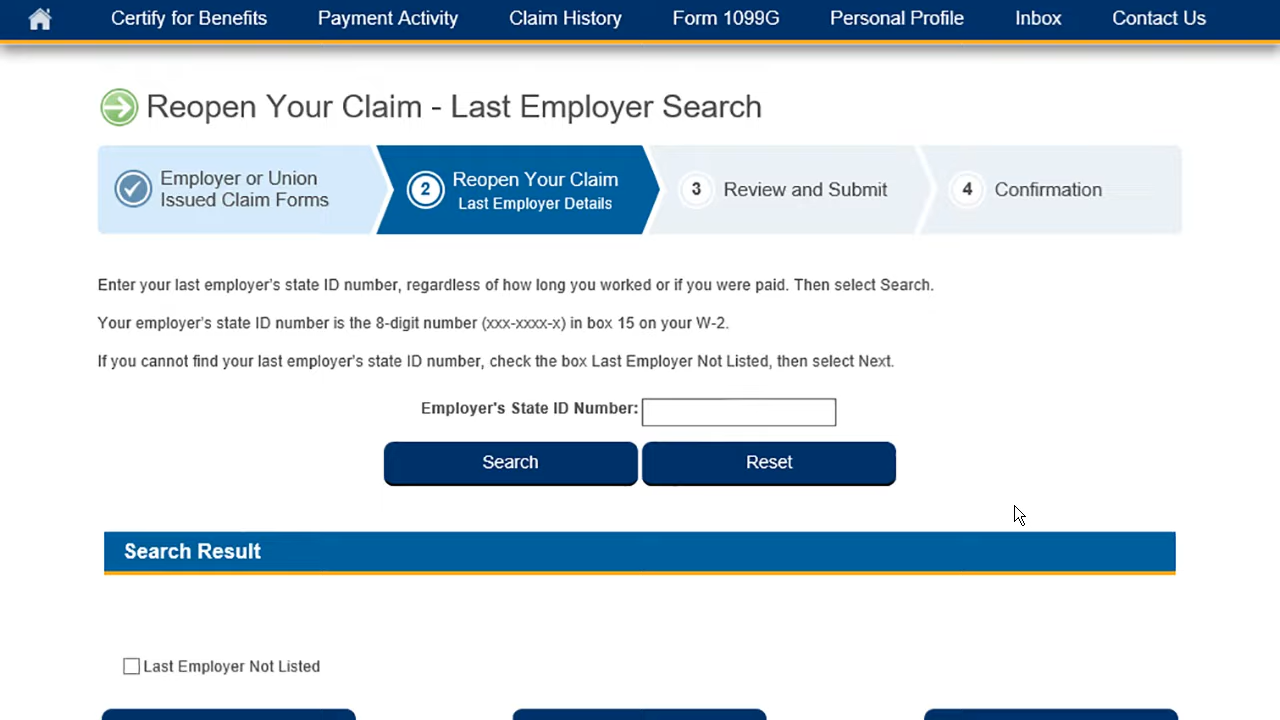 Certify for Benefits Payment Activity Claim History Form 1099G Personal Profile Inbox Contact Us
Reopen Your Claim - Last Employer Search
Employer or Union
Issued Claim Forms
2 Reopen Your Claim
Last Employer Details
3 Review and Submit
4 Confirmation
Enter your last employer's state ID number, regardless of how long you worked or if you were paid. Then select Search.
Your employer's state ID number is the 8-digit number (xxx-xxxx-x) in box 15 on your W-2.
If you cannot find your last employer's state ID number, check the box Last Employer Not Listed, then select Next.
Employer's State ID Number:
Search Reset
Search Result
Last Employer Not Listed